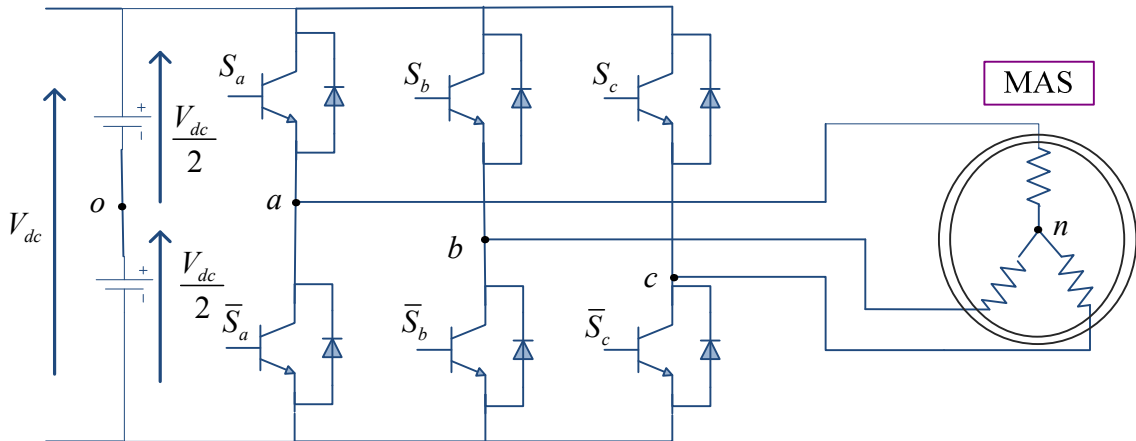 S_a
S_b
S_c
MAS
+
-
V_dc/2
o
a
n
V_dc
b
c
+
-
V_dc/2
S̅_a
S̅_b
S̅_c